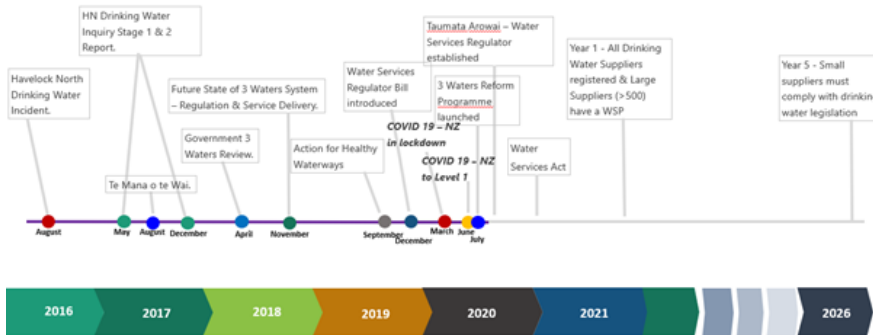 HN Drinking Water
Inquiry Stage 1 & 2
Report.
Taumata Arowai – Water
Services Regulator
established
Year 1 - All Drinking
Water Suppliers
registered & Large
Suppliers (>500)
have a WSP
Year 5 - Small
suppliers must
comply with drinkin
water legislation
Havelock North
Drinking Water
Incident.
Future State of 3 Waters System
– Regulation & Service Delivery.
Water Services
Regulator Bill
introduced
3 Waters Reform
Programme
launched
COVID 19 – NZ
in lockdown
Government 3
Waters Review.
Action for Healthy
Waterways
COVID 19 – NZ
to Level 1
Water
Services Act
Te Mana o te Wai.
August
May
August
December
April
November
September
December
March
June
July
2016
2017
2018
2019
2020
2021
2026